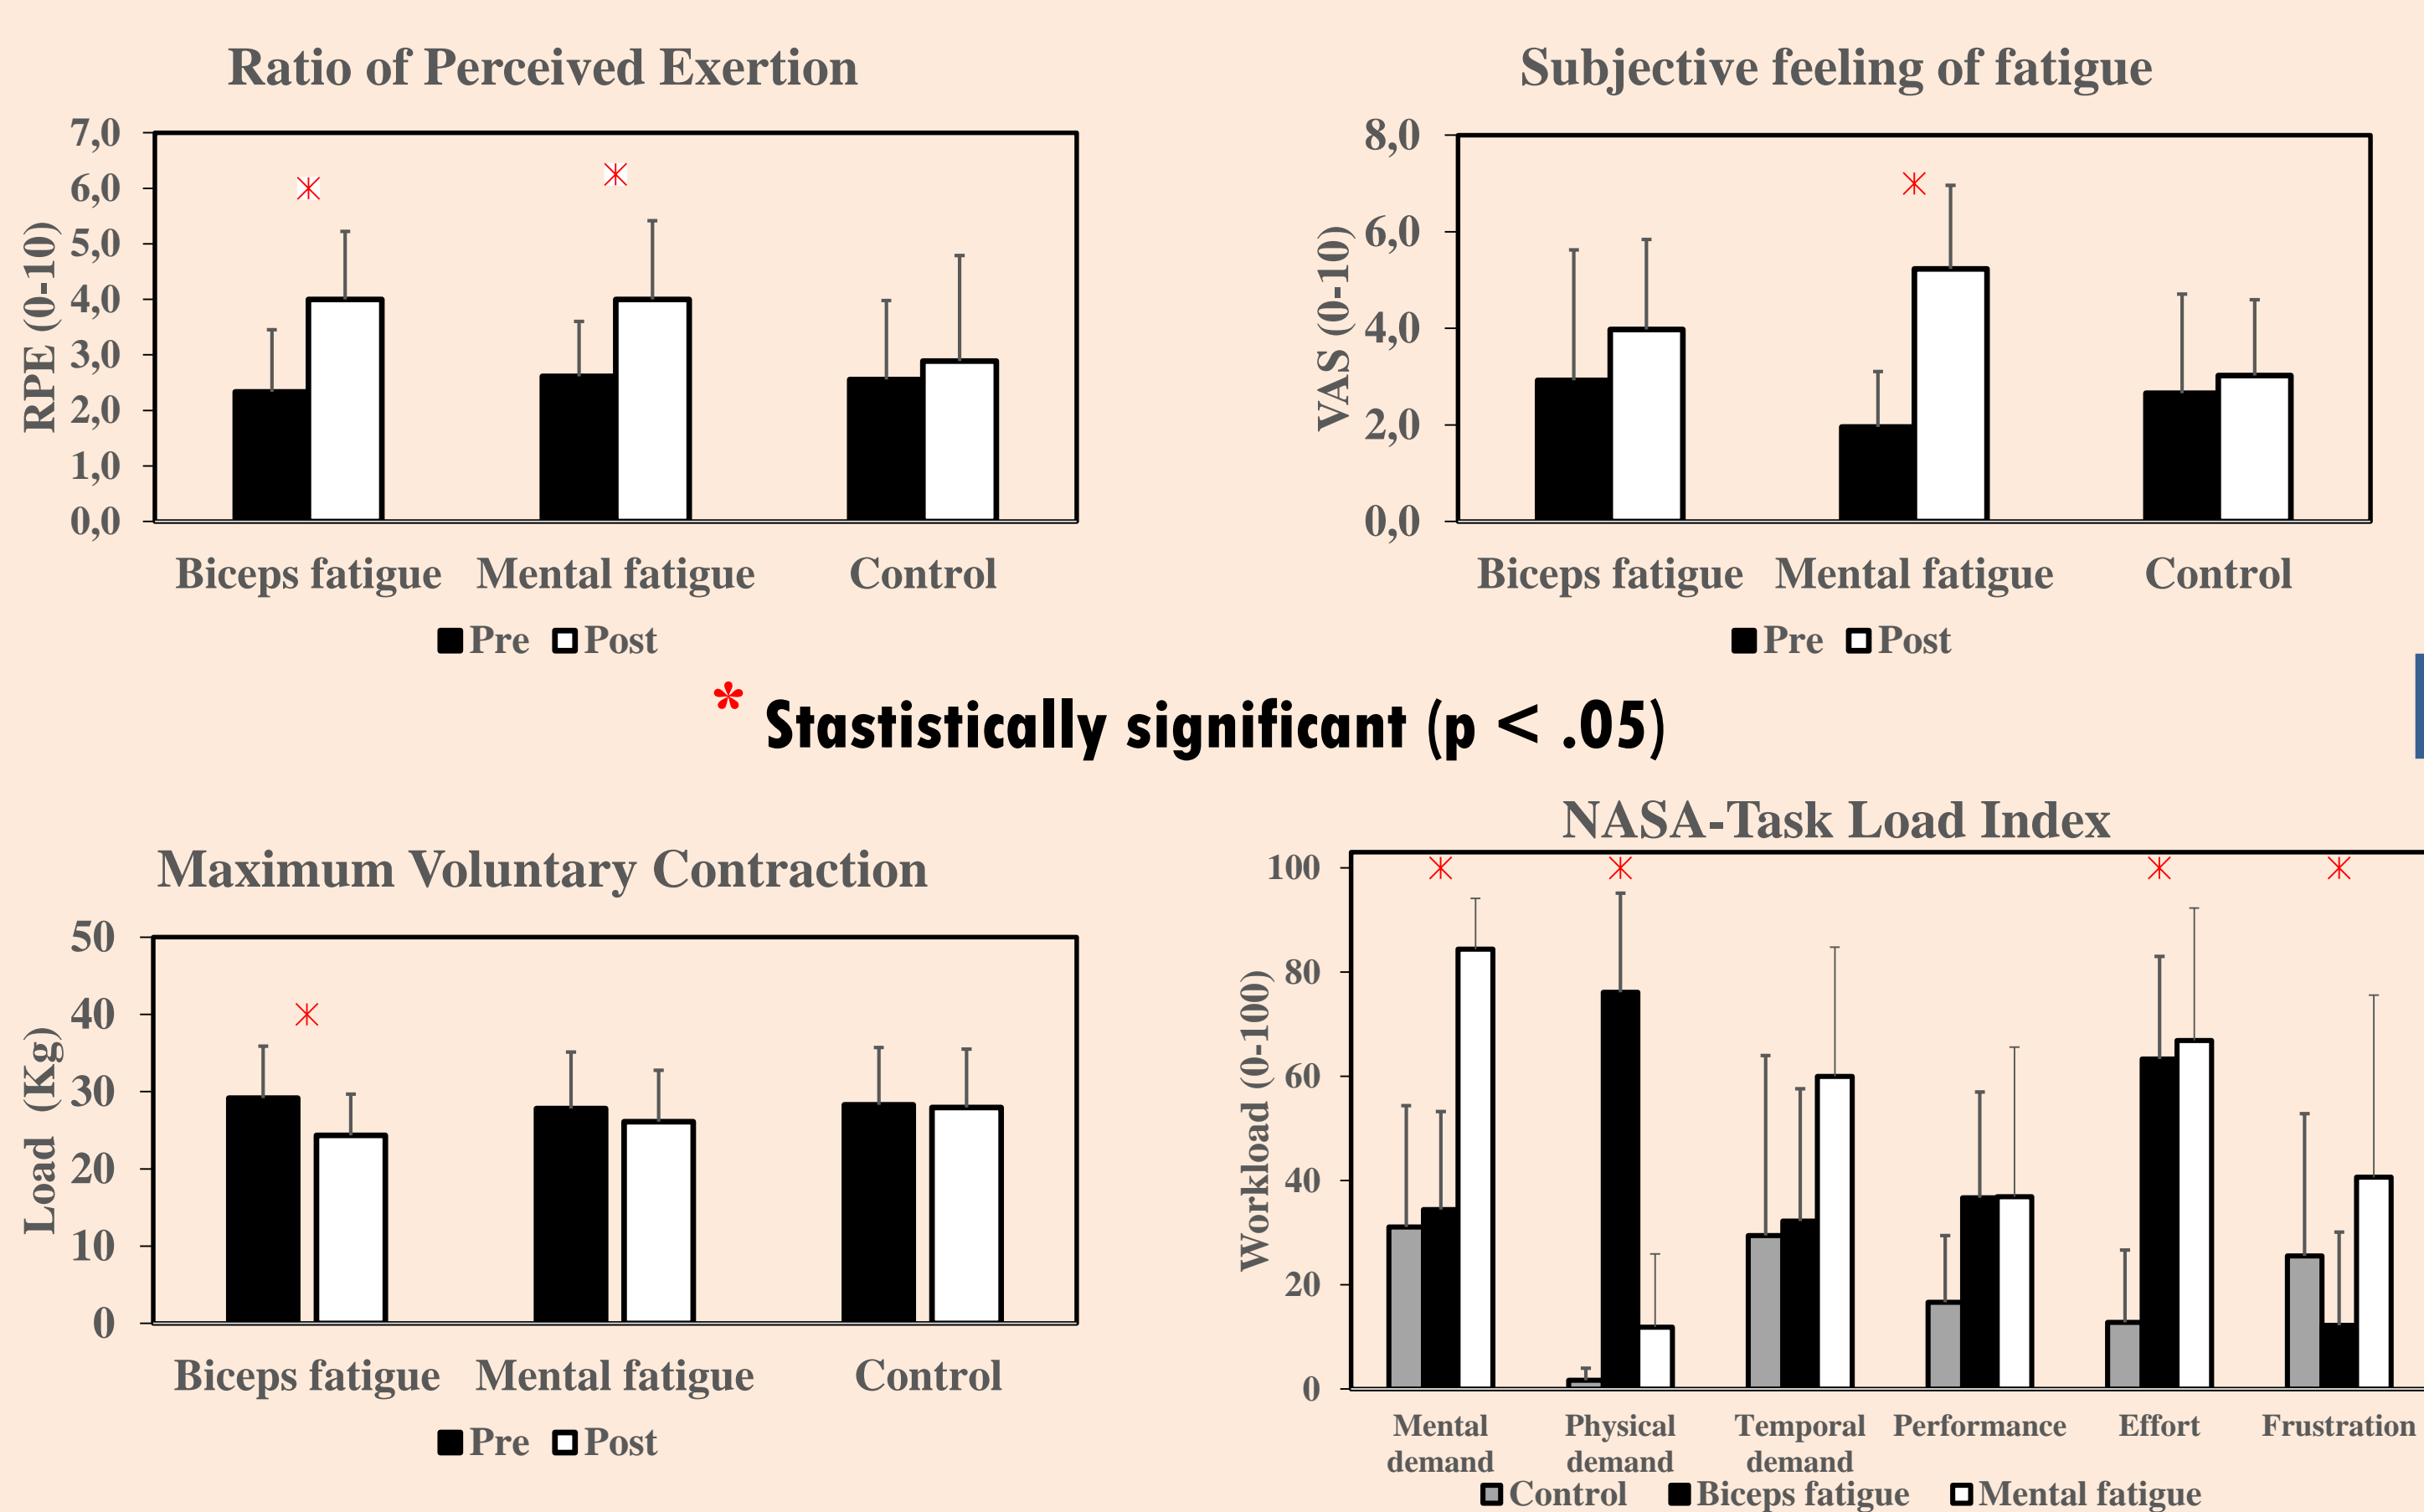 Ratio of Perceived Exertion
RPE (0-10)
7,0
6,0
5,0
4,0
3,0
2,0
1,0
0,0
Biceps fatigue Mental fatigue Control
Pre Post
Subjective feeling of fatigue
VAS (0-10)
8,0
6,0
4,0
2,0
0,0
Biceps fatigue Mental fatigue Control
Pre Post
* Stastistically significant (p < .05)
Maximum Voluntary Contraction
Load (Kg)
50
40
30
20
10
0
Biceps fatigue Mental fatigue Control
Pre Post
NASA-Task Load Index
Workload (0-100)
100
80
60
40
20
0
Mental demand Physical demand Temporal demand Performance Effort Frustration
Control Biceps fatigue Mental fatigue